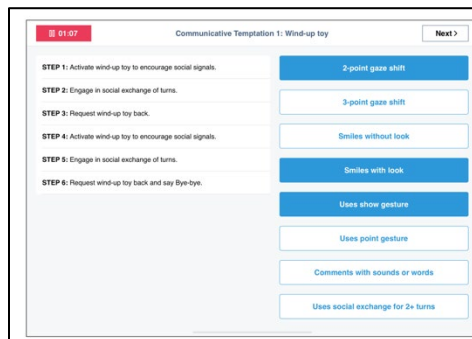 01:07
Communicative Temptation 1: Wind-up toy
Next >
STEP 1: Activate wind-up toy to encourage social signals.
STEP 2: Engage in social exchange of turns.
STEP 3: Request wind-up toy back.
STEP 4: Activate wind-up toy to encourage social signals.
STEP 5: Engage in social exchange of turns.
STEP 6: Request wind-up toy back and say Bye-bye.
2-point gaze shift
3-point gaze shift
Smiles without look
Smiles with look
Uses show gesture
Uses point gesture
Comments with sounds or words
Uses social exchange for 2+ turns